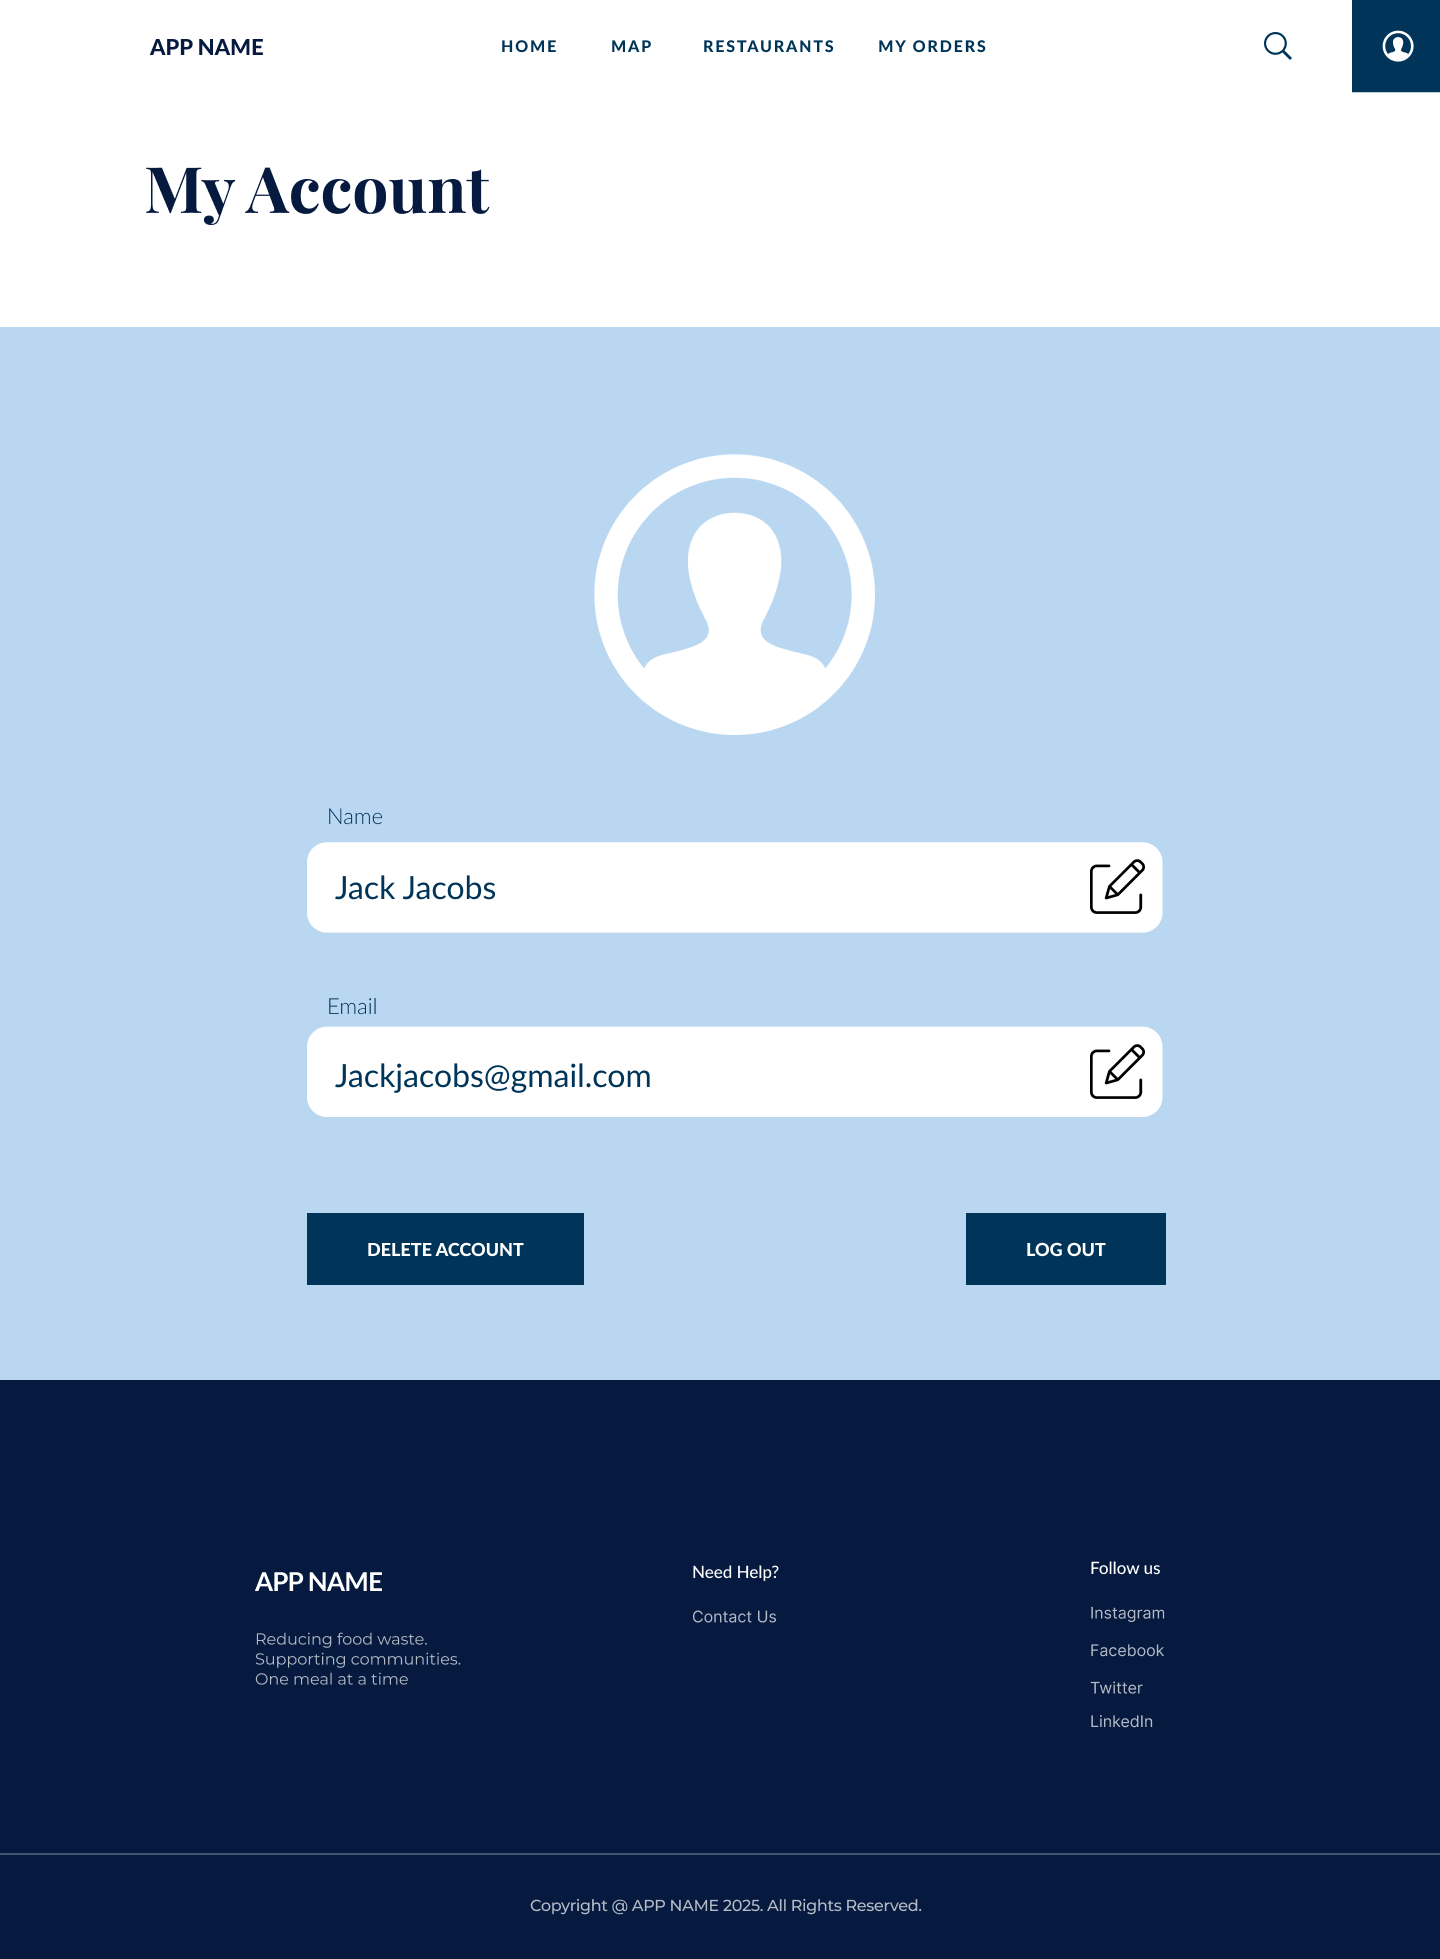 APP NAME
HOME
MAP
RESTAURANTS
MY ORDERS
My Account
Name
Jack Jacobs
Email
Jackjacobs@gmail.com
DELETE ACCOUNT
LOG OUT
APP NAME
Reducing food waste.
Supporting communities.
One meal at a time
Need Help?
Contact Us
Follow us
Instagram
Facebook
Twitter
LinkedIn
Copyright @ APP NAME 2025. All Rights Reserved.